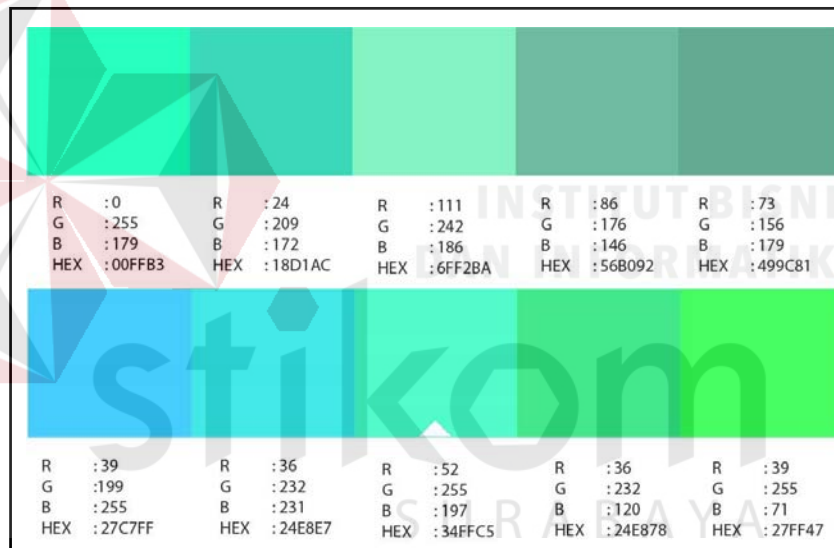 R :0 R :24 R :111 R :86 R :73
G :255 G :209 G :242 G :176 G :156
B :179 B :172 B :186 B :146 B :179
HEX :00FFB3 HEX :18D1AC HEX :6FF2BA HEX :56B092 HEX :499C81
INSTITUT BISNI
DAN INFORMATIK
stikom
R :39 R :36 R :52 R :36 R :39
G :199 G :232 G :255 G :232 G :255
B :255 B :231 B :197 B :120 B :71
HEX :27C7FF HEX :24E8E7 HEX :34FFC5 HEX :24E878 HEX :27FF47
SURABAYA